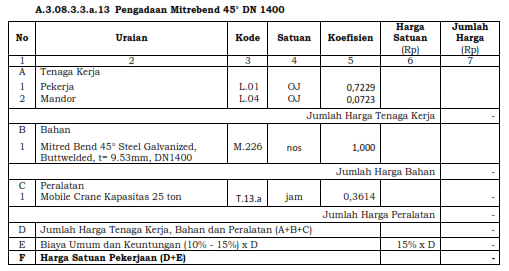 A.3.08.3.3.a.13 Pengadaan Mitrebend 45° DN 1400
No Uraian Kode Satuan Koefisien Harga Satuan (Rp) Jumlah Harga (Rp)
1 2 3 4 5 6 7
A Tenaga Kerja
1 Pekerja L.01 OJ 0,7229
2 Mandor L.04 OJ 0,0723
Jumlah Harga Tenaga Kerja -
B Bahan
1 Mitred Bend 45° Steel Galvanized, M.226 nos 1,000
Buttwelded, t= 9.53mm, DN1400
Jumlah Harga Bahan -
C Peralatan
1 Mobile Crane Kapasitas 25 ton T.13.a jam 0,3614
Jumlah Harga Peralatan -
D Jumlah Harga Tenaga Kerja, Bahan dan Peralatan (A+B+C) -
E Biaya Umum dan Keuntungan (10% - 15%) x D 15% x D -
F Harga Satuan Pekerjaan (D+E) -